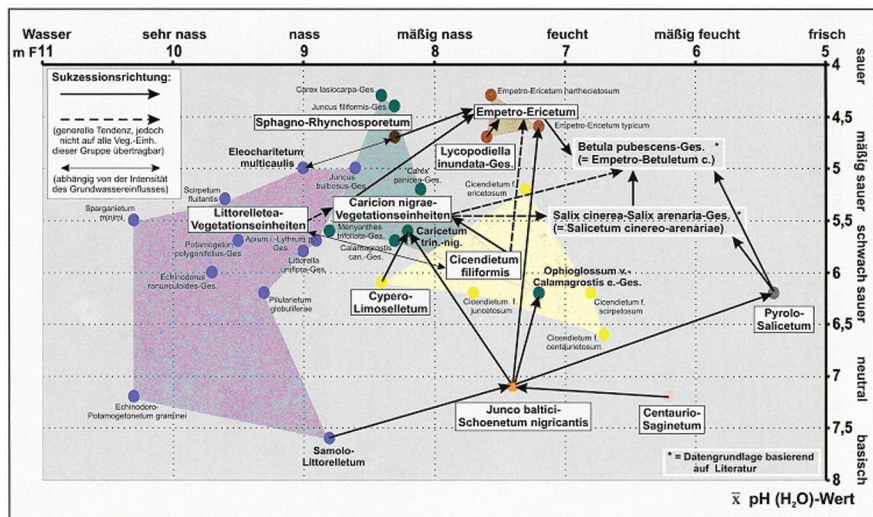 Wasser sehr nass nass mäßig nass feucht mäßig feucht frisch
m F 11 10 9 8 7 6 5
sauer
mäßig sauer
schwach sauer
neutral
basisch
4
4,5
5
5,5
6
6,5
7
7,5
8
Sukzessionsrichtung:
(generelle Tendenz, jedoch
nicht auf alle Veg.-Einh.
dieser Gruppe übertragbar)
(abhängig von der Intensität
des Grundwassereinflusses)
Carex lasiocarpa-Ges.
Juncus filiformis-Ges.
Sphagno-Rhynchosporetum
Empetro-Ericetum
Empetro-Ericetum typicum
Lycopodiella
inundata-Ges.
Betula pubescens-Ges. *
(= Empetro-Betuletum c.)
Eleocharitetum
multicaulis
Juncus
bulbosus-Ges.
Carex
panicea-Ges.
Cicendietum f.
ericetosum
Scirpetum
fluitantis
Sparganietum
minimi.
Littorelletea-
Vegetationseinheiten
Caricion nigrae-
Vegetationseinheiten
Salix cinerea-Salix arenaria-Ges. *
(= Salicetum cinereo-arenariae)
Potamogeton
polygonifolius-Ges.
Apium i.-Lythrum
Ges.
Menyanthes
trifoliata-Ges.
Caricetum
trin.-nig.
Littorella
uniflora-Ges.
Calamagrostis
can.-Ges.
Cicendietum
filiformis
Echinodorus
ranunculoides-Ges.
Pilularietum
globuliferae
Cypero-
Limoselletum
Cicendietum. f.
juncetosum
Ophioglossum v.-
Calamagrostis e.-Ges.
Cicendietum f.
scirpetosum
Cicendietum f.
centaurietosum
Pyrolo-
Salicetum
Echinodoro-
Potamogetonetum graminei
Samolo-
Littorelletum
Junco baltici-
Schoenetum nigricantis
Centaurio-
Saginetum
* = Datengrundlage basierend
auf Literatur
x̅ pH (H₂O)-Wert